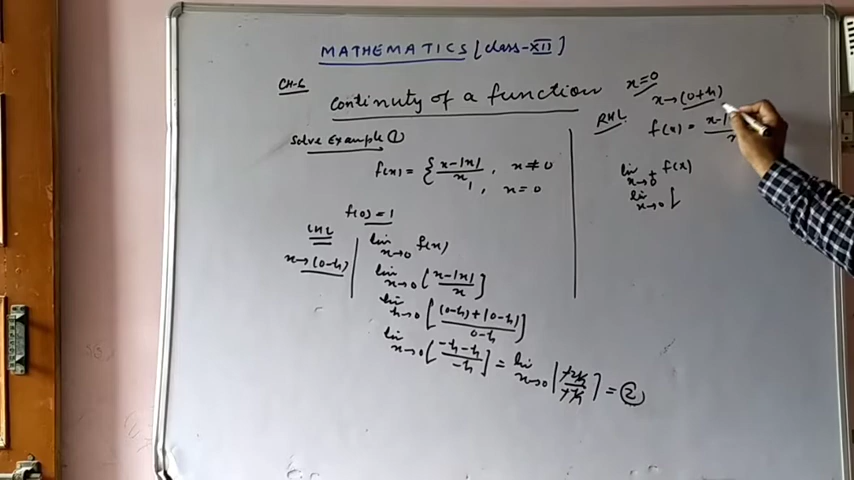 MATHEMATICS [class-XII]
CH-6
Continuty of a function
Solve Example ①
f(x) = { x-|x|/x, x≠0
1, x=0
f(0)=1
LHL
x→(0-h)
lim x→0 f(x)
lim x→0 [x-|x|/x]
lim h→0 [(0-h)+(0-h)/0-h]
lim x→0 [-h-h/-h] = lim x→0 [+2h/+h] = ②
x=0
x→(0+h)
RHL
f(x) = x-|
lim x→0⁺ f(x)
lim x→0 [